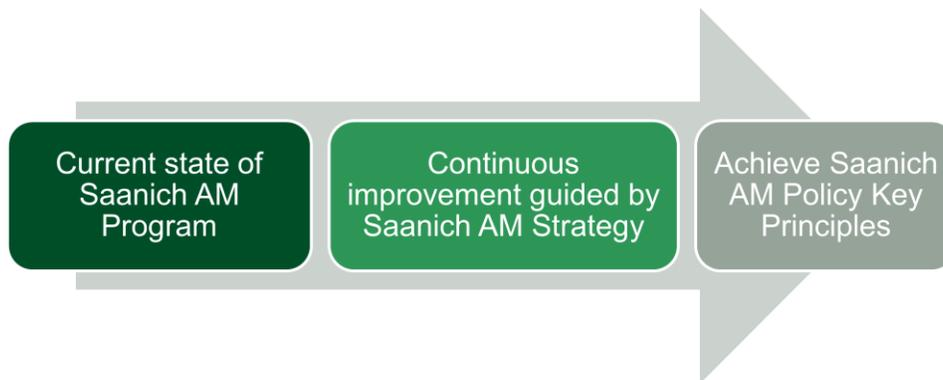 Current state of
Saanich AM
Program
Continuous
improvement guided by
Saanich AM Strategy
Achieve Saanich
AM Policy Key
Principles